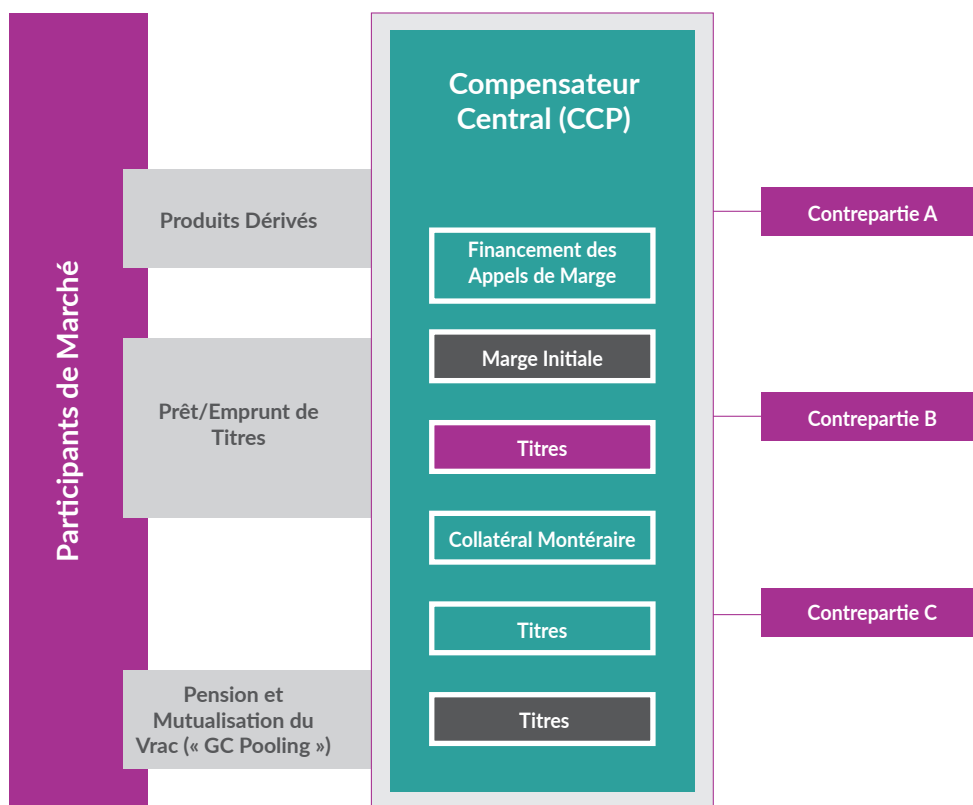 Participants de Marché
Produits Dérivés
Prêt/Emprunt de
Titres
Pension et
Mutualisation du
Vrac (« GC Pooling »)
Compensateur
Central (CCP)
Financement des
Appels de Marge
Marge Initiale
Titres
Collatéral Montéraire
Titres
Titres
Contrepartie A
Contrepartie B
Contrepartie C